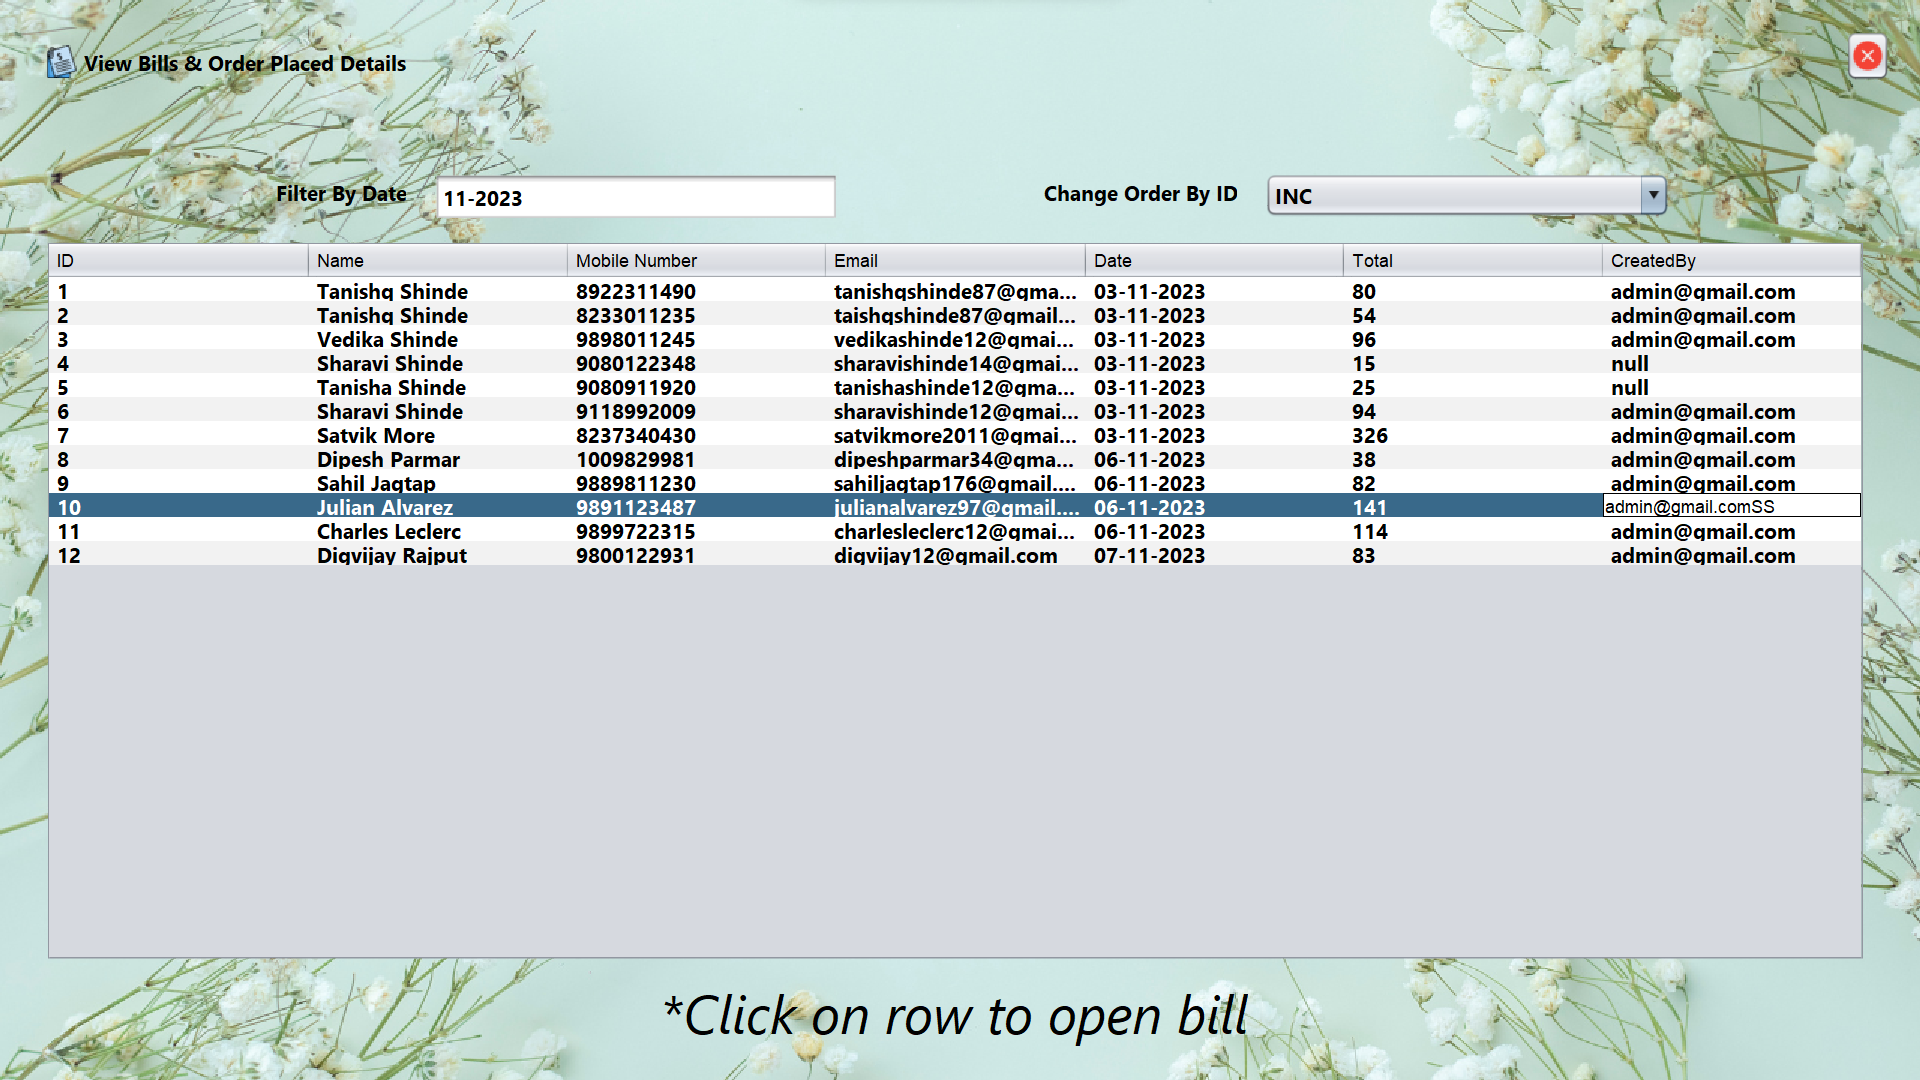 View Bills & Order Placed Details
Filter By Date 11-2023 Change Order By ID INC
ID Name Mobile Number Email Date Total CreatedBy
1 Tanishq Shinde 8922311490 tanishqshinde87@gma... 03-11-2023 80 admin@gmail.com
2 Tanishq Shinde 8233011235 taishqshinde87@gmail... 03-11-2023 54 admin@gmail.com
3 Vedika Shinde 9898011245 vedikashinde12@gmai... 03-11-2023 96 admin@gmail.com
4 Sharavi Shinde 9080122348 sharavishinde14@gmai... 03-11-2023 15 null
5 Tanisha Shinde 9080911920 tanishashinde12@gma... 03-11-2023 25 null
6 Sharavi Shinde 9118992009 sharavishinde12@gmai... 03-11-2023 94 admin@gmail.com
7 Satvik More 8237340430 satvikmore2011@gmai... 03-11-2023 326 admin@gmail.com
8 Dipesh Parmar 1009829981 dipeshparmar34@gma... 06-11-2023 38 admin@gmail.com
9 Sahil Jagtap 9889811230 sahiljagtap176@gmail.... 06-11-2023 82 admin@gmail.com
10 Julian Alvarez 9891123487 julianalvarez97@gmail.... 06-11-2023 141 admin@gmail.comSS
11 Charles Leclerc 9899722315 charlesleclerc12@gmai... 06-11-2023 114 admin@gmail.com
12 Digvijay Rajput 9800122931 digvijay12@gmail.com 07-11-2023 83 admin@gmail.com
*Click on row to open bill